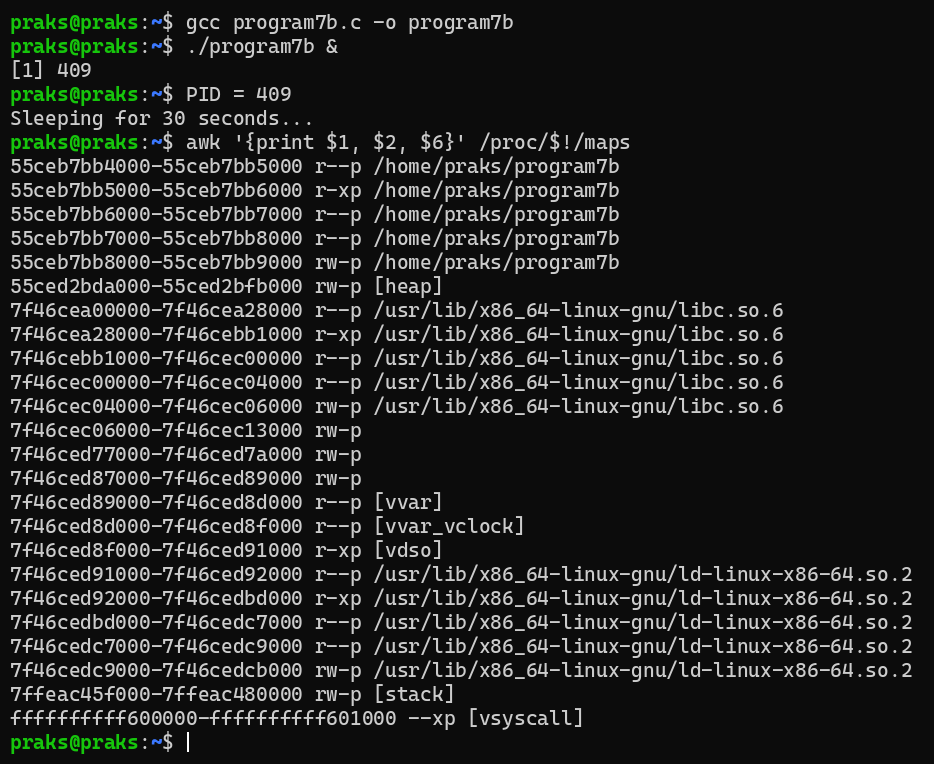 praks@praks:~$ gcc program7b.c -o program7b
praks@praks:~$ ./program7b &
[1] 409
praks@praks:~$ PID = 409
Sleeping for 30 seconds...
praks@praks:~$ awk '{print $1, $2, $6}' /proc/$!/maps
55ceb7bb4000-55ceb7bb5000 r--p /home/praks/program7b
55ceb7bb5000-55ceb7bb6000 r-xp /home/praks/program7b
55ceb7bb6000-55ceb7bb7000 r--p /home/praks/program7b
55ceb7bb7000-55ceb7bb8000 r--p /home/praks/program7b
55ceb7bb8000-55ceb7bb9000 rw-p /home/praks/program7b
55ced2bda000-55ced2bfb000 rw-p [heap]
7f46cea00000-7f46cea28000 r--p /usr/lib/x86_64-linux-gnu/libc.so.6
7f46cea28000-7f46cebb1000 r-xp /usr/lib/x86_64-linux-gnu/libc.so.6
7f46cebb1000-7f46cec00000 r--p /usr/lib/x86_64-linux-gnu/libc.so.6
7f46cec00000-7f46cec04000 r--p /usr/lib/x86_64-linux-gnu/libc.so.6
7f46cec04000-7f46cec06000 rw-p /usr/lib/x86_64-linux-gnu/libc.so.6
7f46cec06000-7f46cec13000 rw-p
7f46ced77000-7f46ced7a000 rw-p
7f46ced87000-7f46ced89000 rw-p
7f46ced89000-7f46ced8d000 r--p [vvar]
7f46ced8d000-7f46ced8f000 r--p [vvar_vclock]
7f46ced8f000-7f46ced91000 r-xp [vdso]
7f46ced91000-7f46ced92000 r--p /usr/lib/x86_64-linux-gnu/ld-linux-x86-64.so.2
7f46ced92000-7f46cedbd000 r-xp /usr/lib/x86_64-linux-gnu/ld-linux-x86-64.so.2
7f46cedbd000-7f46cedc7000 r--p /usr/lib/x86_64-linux-gnu/ld-linux-x86-64.so.2
7f46cedc7000-7f46cedc9000 r--p /usr/lib/x86_64-linux-gnu/ld-linux-x86-64.so.2
7f46cedc9000-7f46cedcb000 rw-p /usr/lib/x86_64-linux-gnu/ld-linux-x86-64.so.2
7ffeac45f000-7ffeac480000 rw-p [stack]
ffffffffff600000-ffffffffff601000 --xp [vsyscall]
praks@praks:~$